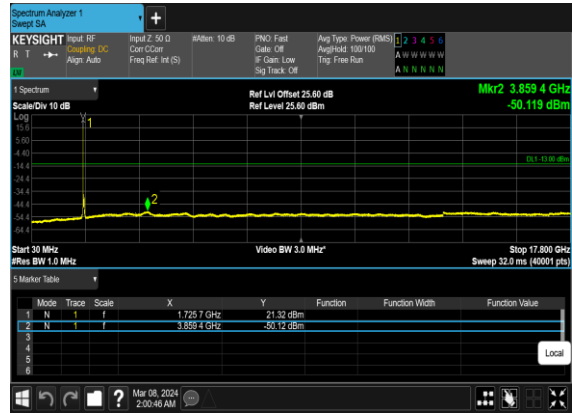 Spectrum Analyzer 1
Swept SA
KEYSIGHT Input: RF Input Z: 50 Ω #Atten: 10 dB PNO: Fast Avg Type: Power (RMS) 1 2 3 4 5 6
R T Coupling: DC Corr CCorr Gate: Off Avg|Hold: 100/100 A W W W W W
Align: Auto Freq Ref: Int (S) IF Gain: Low Trig: Free Run
Sig Track: Off A N N N N N
1 Spectrum Ref Lvl Offset 25.60 dB Mkr2 3.859 4 GHz
Scale/Div 10 dB Ref Level 25.60 dBm -50.119 dBm
Log
15.6
5.60
-4.40
-14.4
-24.4
-34.4
-44.4
-54.4
-64.4
1
2
DL1 -13.00 dBm
Start 30 MHz Video BW 3.0 MHz* Stop 17.800 GHz
#Res BW 1.0 MHz Sweep 32.0 ms (40001 pts)
5 Marker Table
Mode Trace Scale X Y Function Function Width Function Value
1 N 1 f 1.725 7 GHz 21.32 dBm
2 N 1 f 3.859 4 GHz -50.12 dBm
3
4
5
6
Local
? Mar 08, 2024
2:00:46 AM